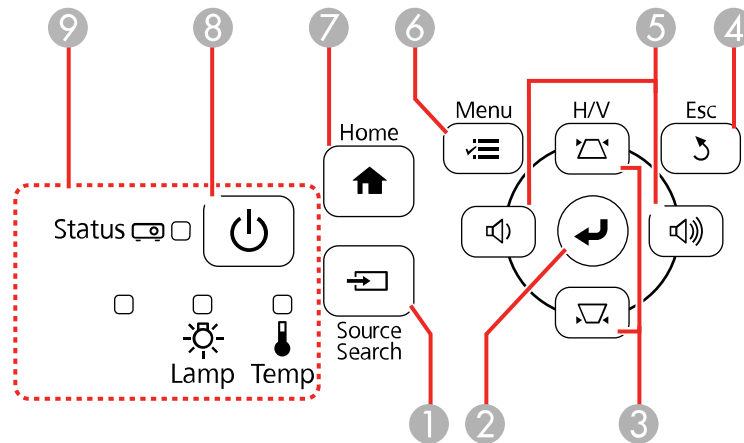 9 8 7 6 5 4
Menu H/V Esc
Home
Status
Source
Search
Lamp Temp
1 2 3